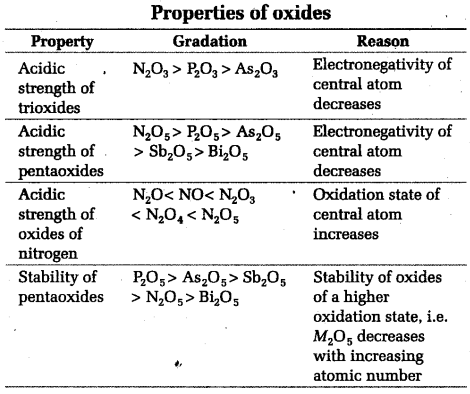 Properties of oxides
Property Gradation Reason
Acidic strength of trioxides N₂O₃ > P₂O₃ > As₂O₃ Electronegativity of central atom decreases
Acidic strength of pentaoxides N₂O₅ > P₂O₅ > As₂O₅ > Sb₂O₅ > Bi₂O₅ Electronegativity of central atom decreases
Acidic strength of oxides of nitrogen N₂O < NO < N₂O₃ < N₂O₄ < N₂O₅ Oxidation state of central atom increases
Stability of pentaoxides P₂O₅ > As₂O₅ > Sb₂O₅ > N₂O₅ > Bi₂O₅ Stability of oxides of a higher oxidation state, i.e. M₂O₅ decreases with increasing atomic number